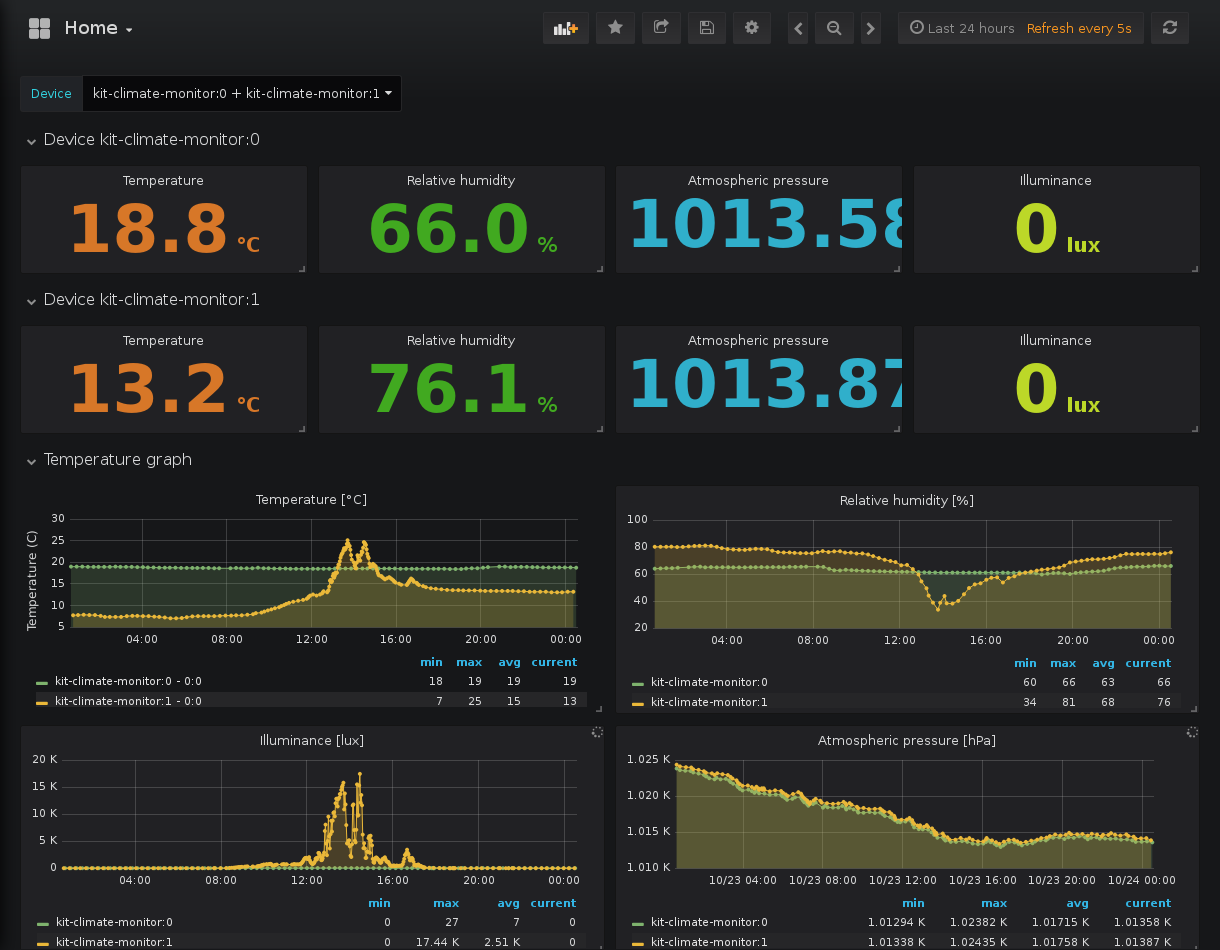 Home
Last 24 hours Refresh every 5s
Device kit-climate-monitor:0 + kit-climate-monitor:1
Device kit-climate-monitor:0
Temperature Relative humidity Atmospheric pressure Illuminance
18.8 °C 66.0 % 1013.58 0 lux
Device kit-climate-monitor:1
Temperature Relative humidity Atmospheric pressure Illuminance
13.2 °C 76.1 % 1013.87 0 lux
Temperature graph
Temperature [°C]
Temperature (C)
30
25
20
15
10
5
04:00 08:00 12:00 16:00 20:00 00:00
min max avg current
kit-climate-monitor:0 - 0:0 18 19 19 19
kit-climate-monitor:1 - 0:0 7 25 15 13
Relative humidity [%]
100
80
60
40
20
04:00 08:00 12:00 16:00 20:00 00:00
min max avg current
kit-climate-monitor:0 60 66 63 66
kit-climate-monitor:1 34 81 68 76
Illuminance [lux]
20 K
15 K
10 K
5 K
0
04:00 08:00 12:00 16:00 20:00 00:00
min max avg current
kit-climate-monitor:0 0 27 7 0
kit-climate-monitor:1 0 17.44 K 2.51 K 0
Atmospheric pressure [hPa]
1.025 K
1.020 K
1.015 K
1.010 K
10/23 04:00 10/23 08:00 10/23 12:00 10/23 16:00 10/23 20:00 10/24 00:00
min max avg current
kit-climate-monitor:0 1.01294 K 1.02382 K 1.01715 K 1.01358 K
kit-climate-monitor:1 1.01338 K 1.02435 K 1.01758 K 1.01387 K